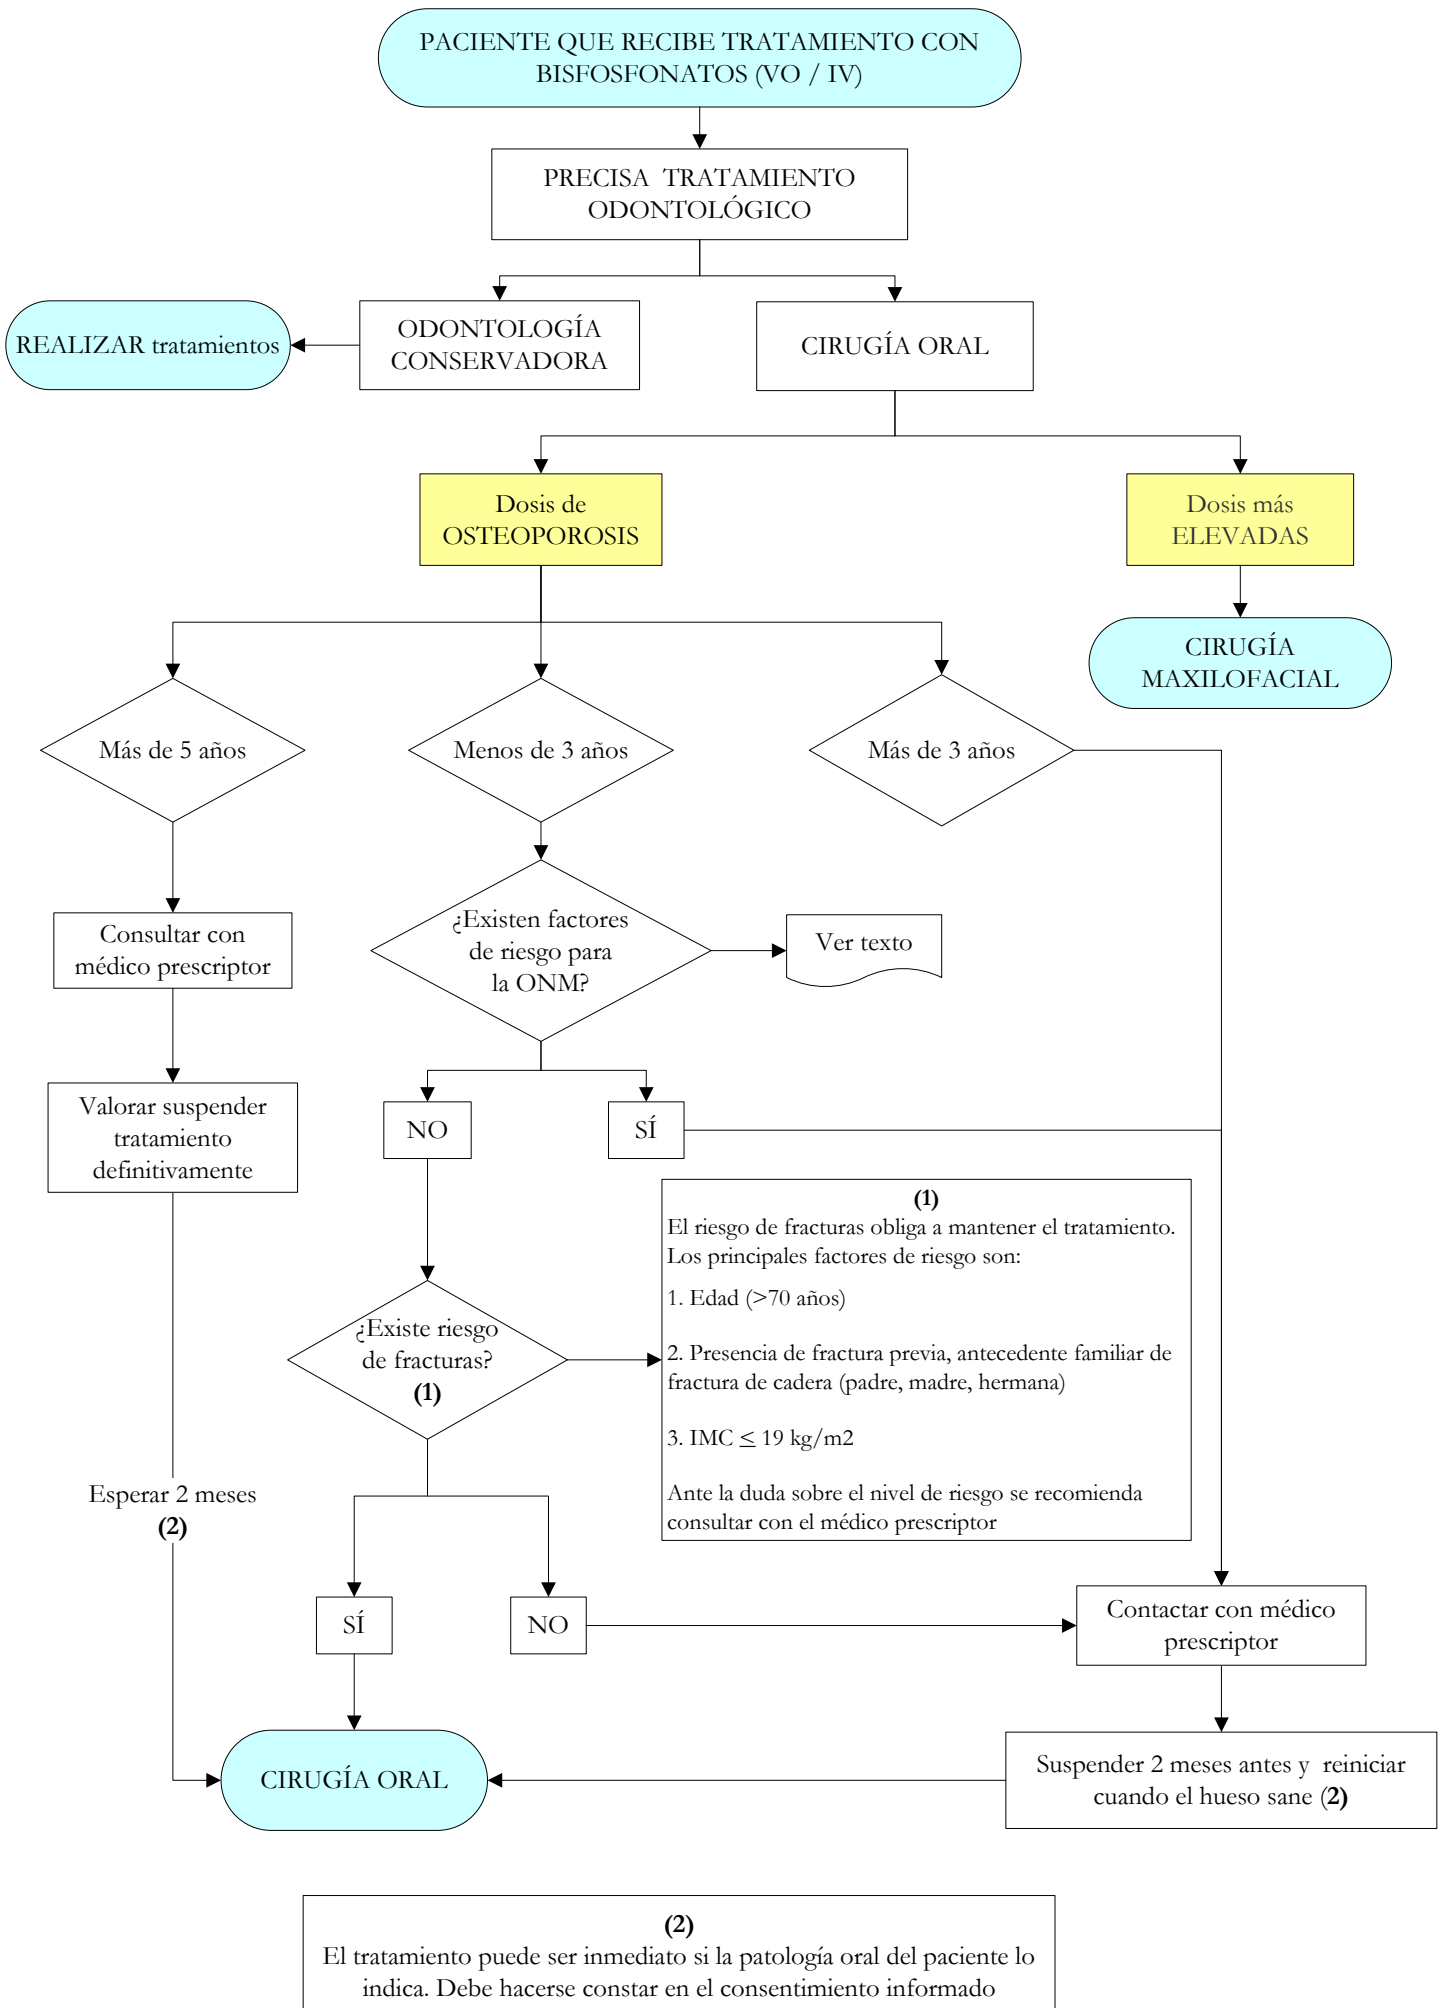 PACIENTE QUE RECIBE TRATAMIENTO CON
BISFOSFONATOS (VO / IV)
PRECISA TRATAMIENTO
ODONTOLÓGICO
REALIZAR tratamientos
ODONTOLOGÍA
CONSERVADORA
CIRUGÍA ORAL
Dosis de
OSTEOPOROSIS
Dosis más
ELEVADAS
CIRUGÍA
MAXILOFACIAL
Más de 5 años
Menos de 3 años
Más de 3 años
Consultar con
médico prescriptor
¿Existen factores
de riesgo para
la ONM?
Ver texto
Valorar suspender
tratamiento
definitivamente
NO
SÍ
(1)
El riesgo de fracturas obliga a mantener el tratamiento.
Los principales factores de riesgo son:
1. Edad (>70 años)
2. Presencia de fractura previa, antecedente familiar de
fractura de cadera (padre, madre, hermana)
3. IMC ≤ 19 kg/m2
Ante la duda sobre el nivel de riesgo se recomienda
consultar con el médico prescriptor
¿Existe riesgo
de fracturas?
(1)
Esperar 2 meses
(2)
SÍ
NO
Contactar con médico
prescriptor
CIRUGÍA ORAL
Suspender 2 meses antes y reiniciar
cuando el hueso sane (2)
(2)
El tratamiento puede ser inmediato si la patología oral del paciente lo
indica. Debe hacerse constar en el consentimiento informado